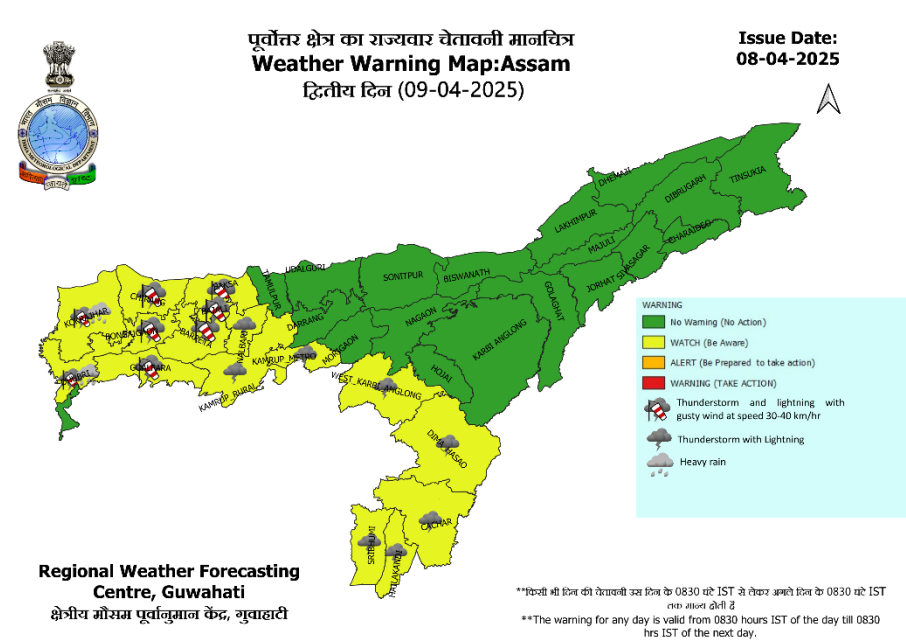 पूर्वोत्तर क्षेत्र का राज्यवार चेतावनी मानचित्र
Weather Warning Map:Assam
द्वितीय दिन (09-04-2025)
Issue Date:
08-04-2025
DHEMAJI
TINSUKIA
DIBRUGARH
LAKHIMPUR
CHARAIDEO
MAJULI
SIVASAGAR
JORHAT
UDALGURI
TAMULPUR
SONITPUR
BISWANATH
GOLAGHAT
BAKSA
CHIRANG
KOKRAJHAR
NAGAON
DARRANG
BONGAIGAON
BARPETA
NALBARI
KARBI ANGLONG
MORIGAON
KAMRUP_METRO
GOALPARA
DHUBRI
HOJAI
WEST_KARBI_ANGLONG
KAMRUP_RURAL
DIMA_HASAO
CACHAR
SRIBHUMI
HAILAKANDI
WARNING
No Warning (No Action)
WATCH (Be Aware)
ALERT (Be Prepared to take action)
WARNING (TAKE ACTION)
Thunderstorm and lightning with
gusty wind at speed 30-40 km/hr
Thunderstorm with Lightning
Heavy rain
Regional Weather Forecasting
Centre, Guwahati
क्षेत्रीय मौसम पूर्वानुमान केंद्र, गुवाहाटी
**किसी भी दिन की चेतावनी उस दिन के 0830 घंटे IST से लेकर अगले दिन के 0830 घंटे IST
तक मान्य होती है
**The warning for any day is valid from 0830 hours IST of the day till 0830
hrs IST of the next day.